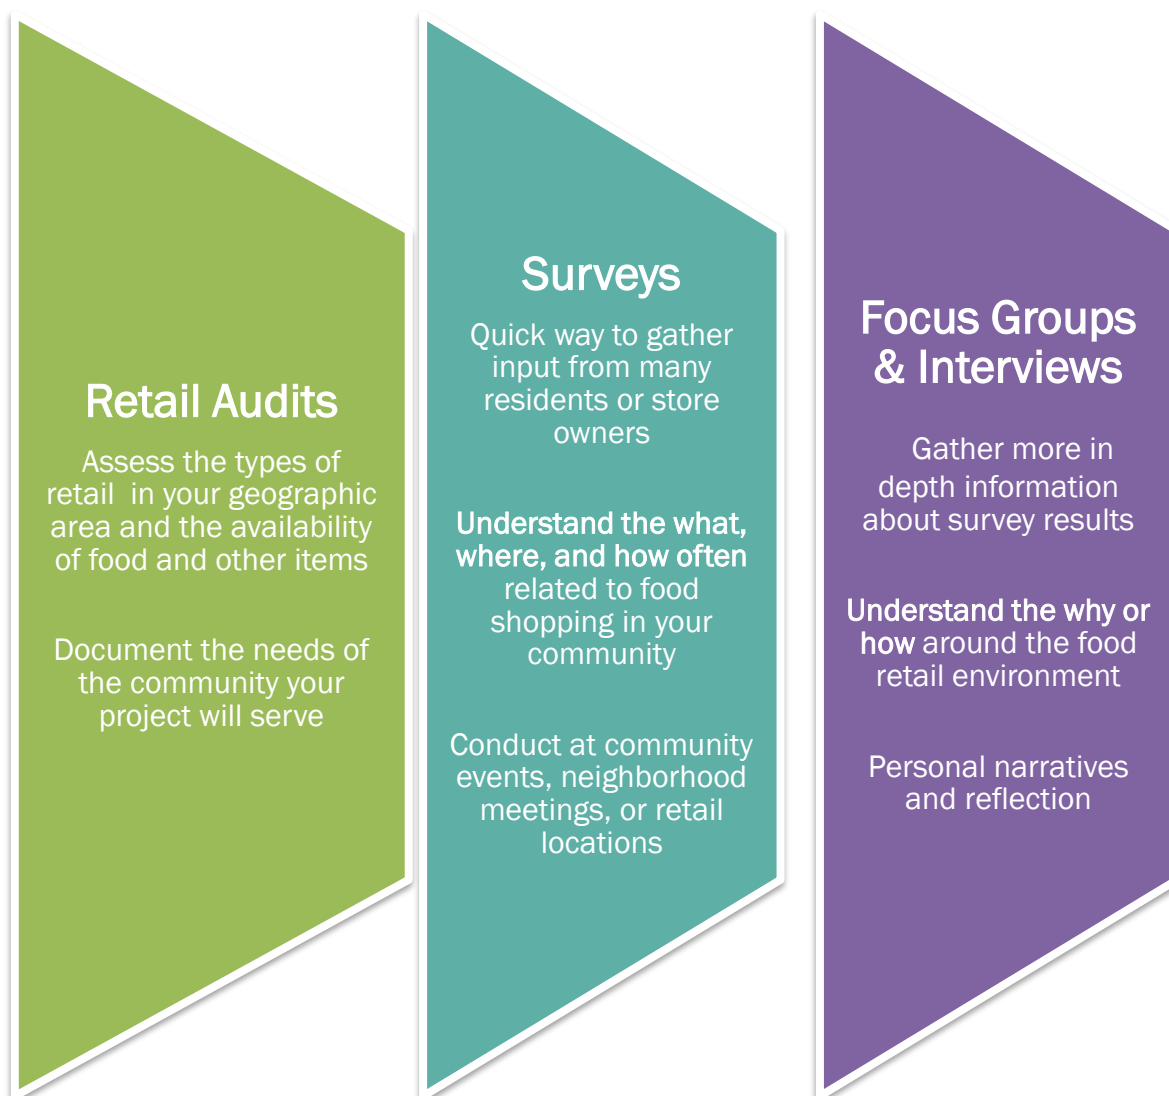 Retail Audits
Assess the types of
retail  in your geographic
area and the availability
of food and other items
Document the needs of
the community your
project will serve
Surveys
Quick way to gather
input from many
residents or store
owners
Understand the what,
where, and how often
related to food
shopping in your
community
Conduct at community
events, neighborhood
meetings, or retail
locations
Focus Groups
& Interviews
Gather more in
depth information
about survey results
Understand the why or
how around the food
retail environment
Personal narratives
and reflection